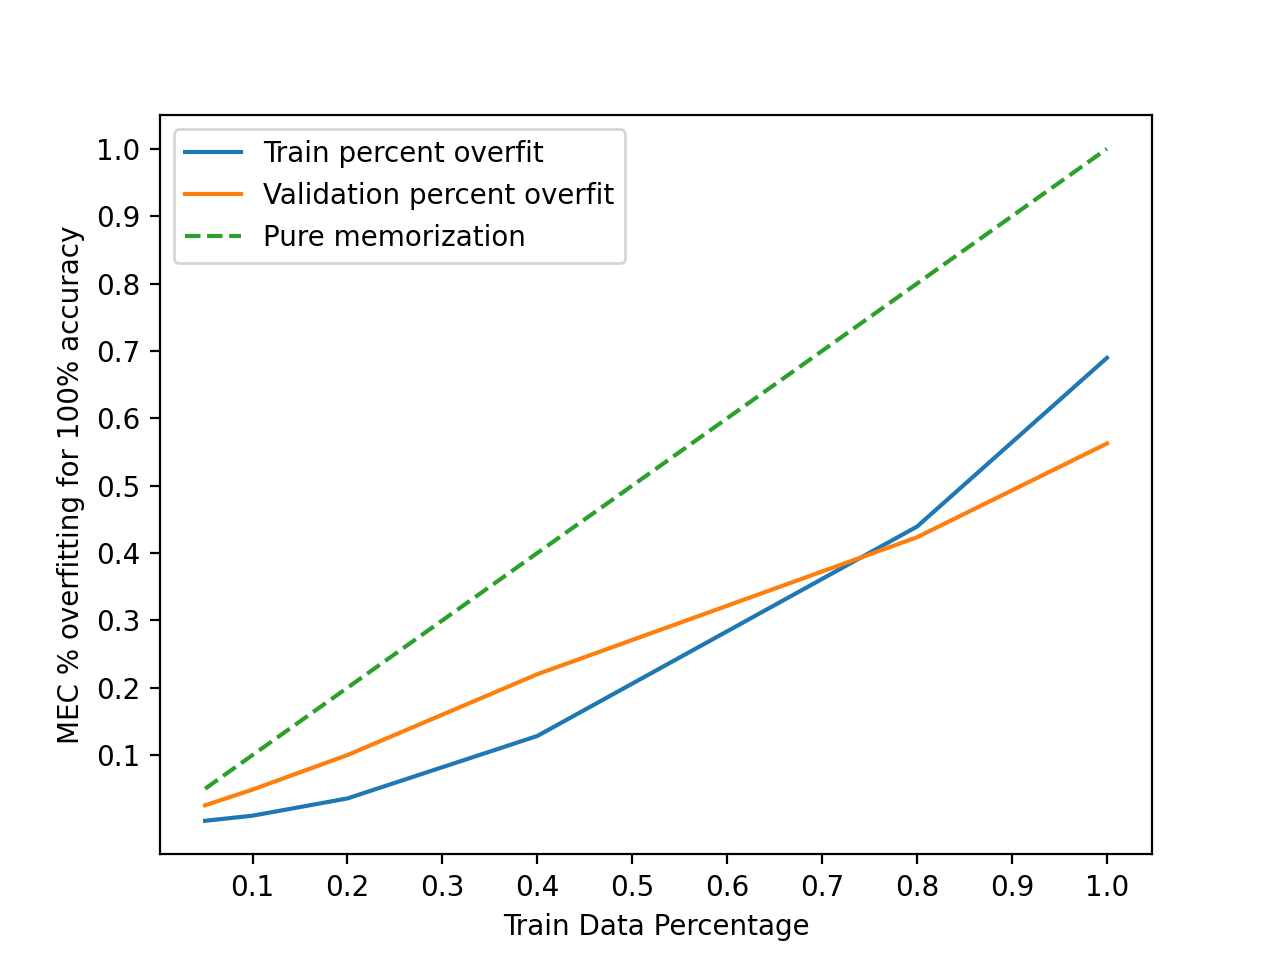 Train percent overfit
Validation percent overfit
Pure memorization
MEC % overfitting for 100% accuracy
1.0
0.9
0.8
0.7
0.6
0.5
0.4
0.3
0.2
0.1
0.1 0.2 0.3 0.4 0.5 0.6 0.7 0.8 0.9 1.0
Train Data Percentage